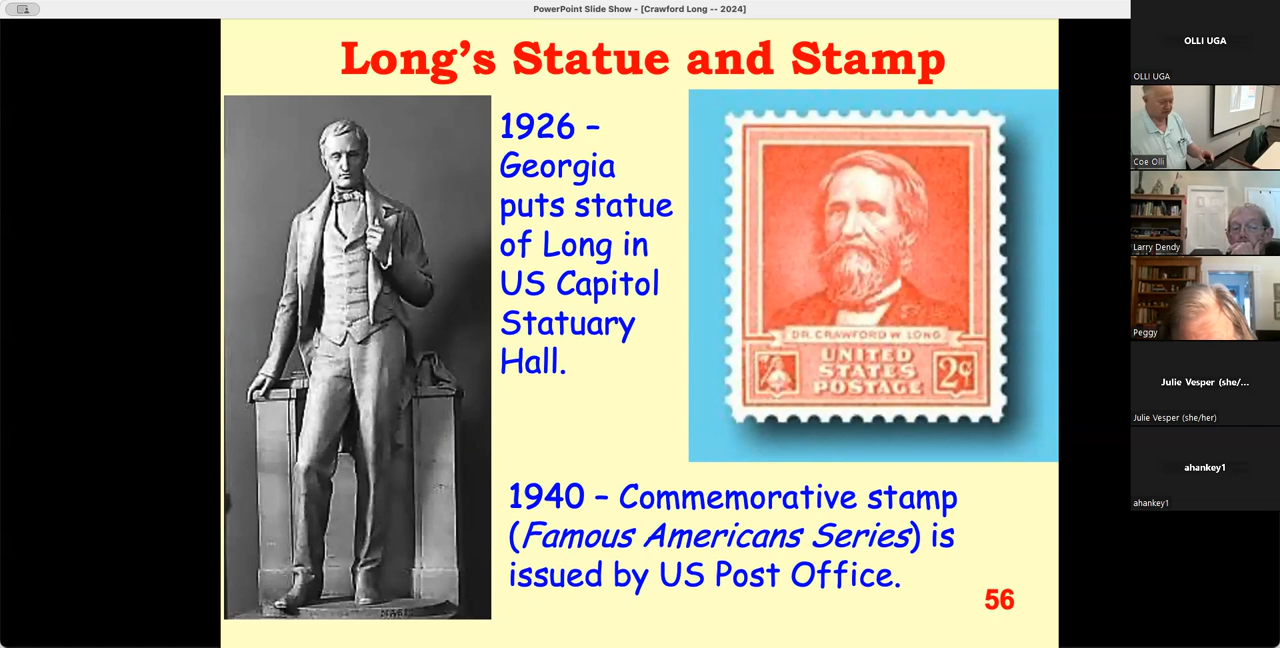 PowerPoint Slide Show - [Crawford Long -- 2024]
Long's Statue and Stamp
1926 –
Georgia
puts statue
of Long in
US Capitol
Statuary
Hall.
DR. CRAWFORD W. LONG
UNITED
STATES
POSTAGE
2¢
1940 – Commemorative stamp
(Famous Americans Series) is
issued by US Post Office.
56
OLLI UGA
OLLI UGA
Coe Olli
Larry Dendy
Peggy
Julie Vesper (she/...
Julie Vesper (she/her)
ahankey1
ahankey1